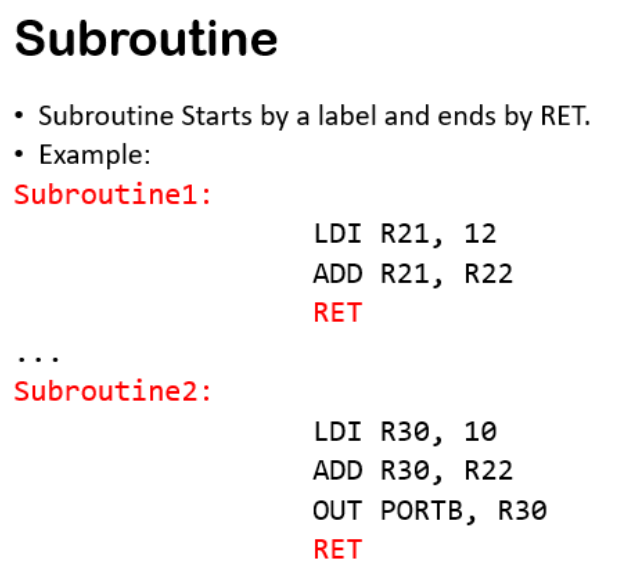 Subroutine
• Subroutine Starts by a label and ends by RET.
• Example:
Subroutine1:
LDI R21, 12
ADD R21, R22
RET
...
Subroutine2:
LDI R30, 10
ADD R30, R22
OUT PORTB, R30
RET